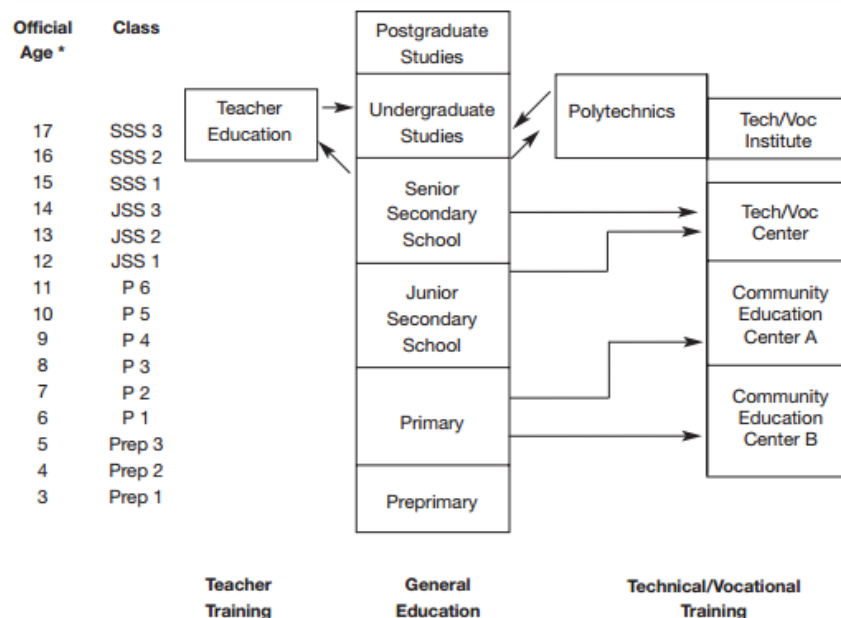 Official
Age *
Class
17 SSS 3
16 SSS 2
15 SSS 1
14 JSS 3
13 JSS 2
12 JSS 1
11 P 6
10 P 5
9 P 4
8 P 3
7 P 2
6 P 1
5 Prep 3
4 Prep 2
3 Prep 1
Teacher
Education
Postgraduate
Studies
Undergraduate
Studies
Senior
Secondary
School
Junior
Secondary
School
Primary
Preprimary
Polytechnics
Tech/Voc
Institute
Tech/Voc
Center
Community
Education
Center A
Community
Education
Center B
Teacher
Training
General
Education
Technical/Vocational
Training